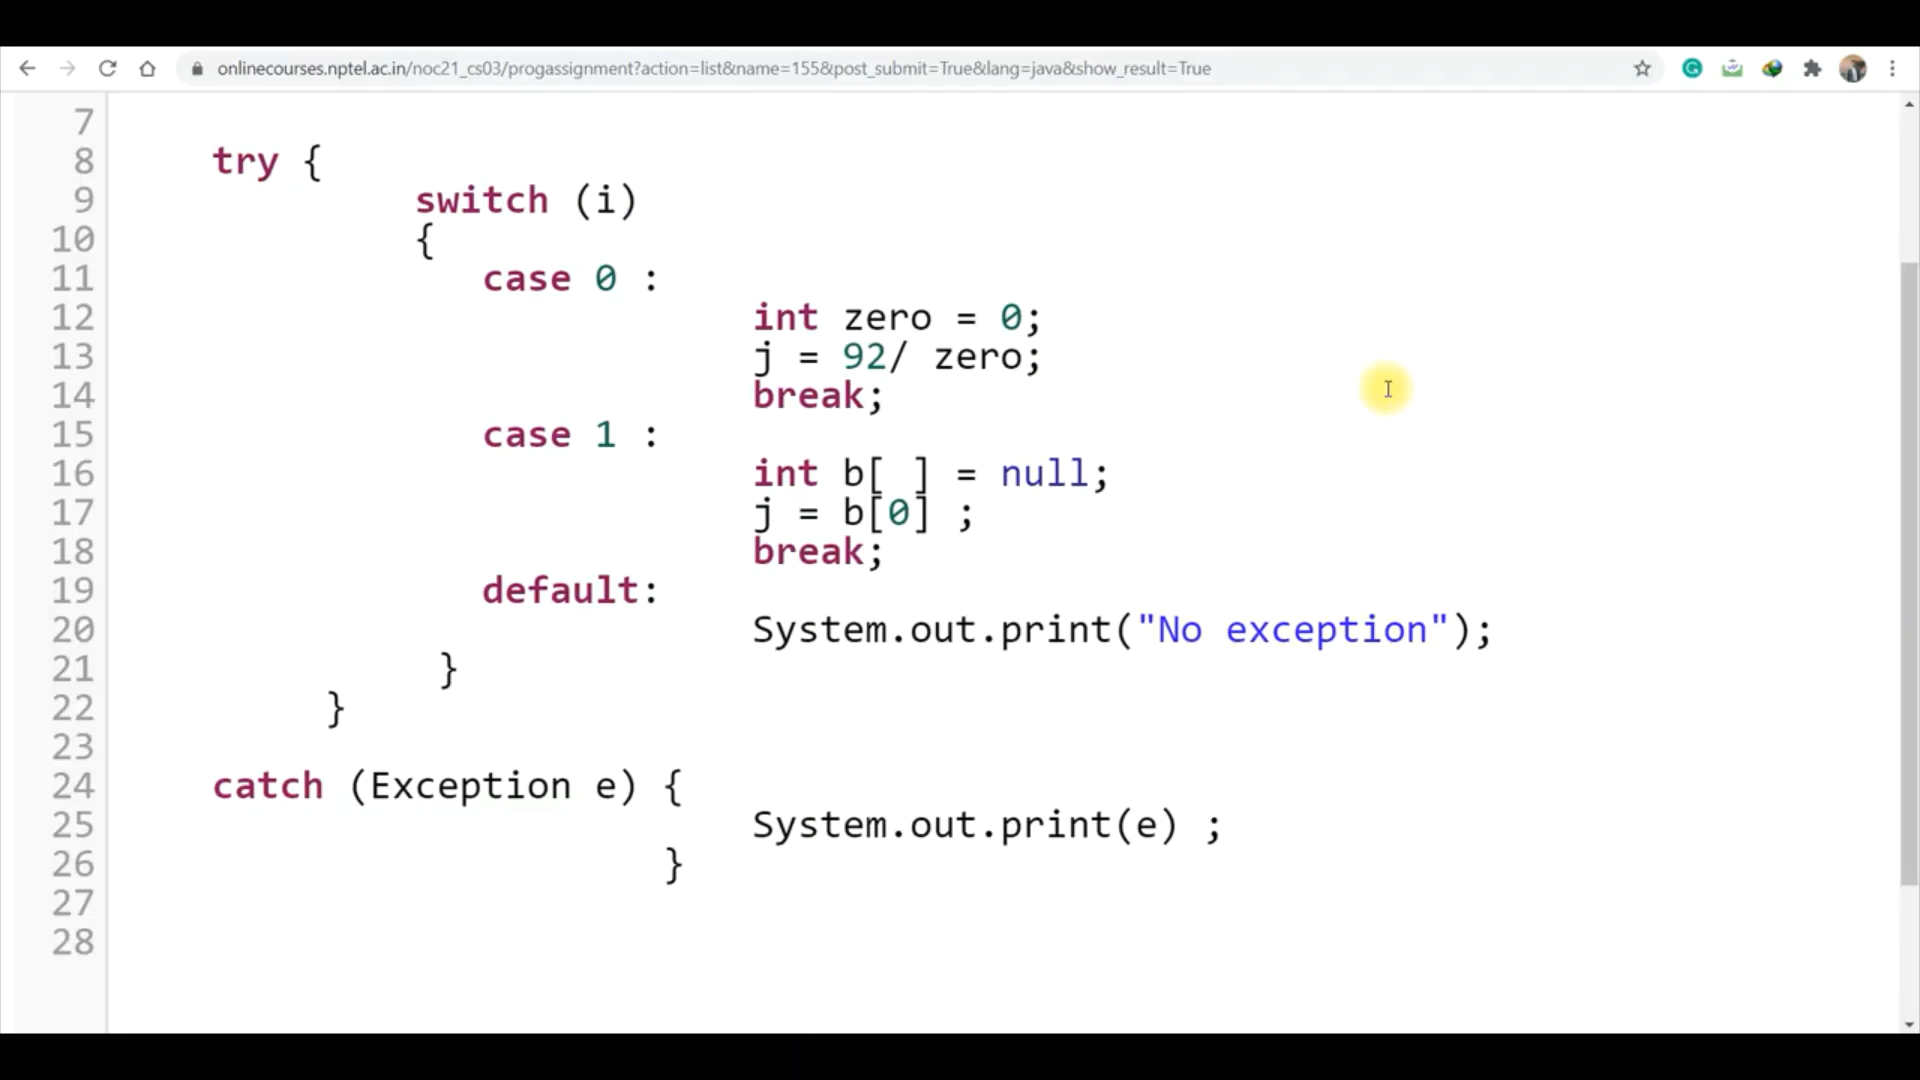 onlinecourses.nptel.ac.in/noc21_cs03/progassignment?action=list&name=155&post_submit=True&lang=java&show_result=True
7
8 try {
9 switch (i)
10 {
11 case 0 :
12 int zero = 0;
13 j = 92/ zero;
14 break;
15 case 1 :
16 int b[ ] = null;
17 j = b[0] ;
18 break;
19 default:
20 System.out.print("No exception");
21 }
22 }
23
24 catch (Exception e) {
25 System.out.print(e) ;
26 }
27
28